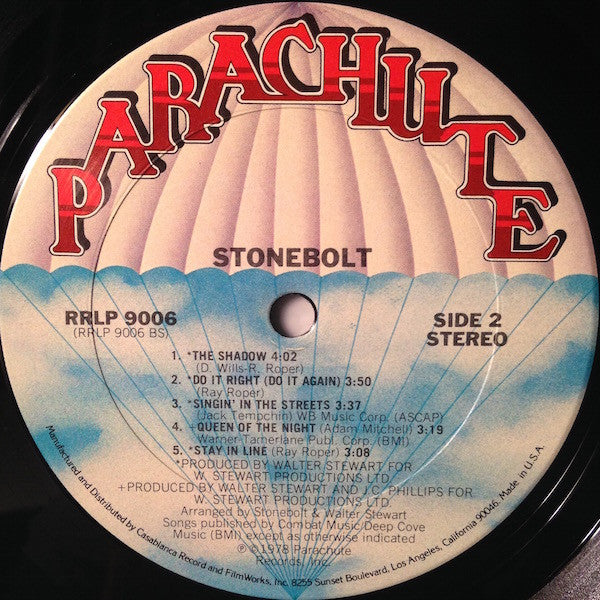 PARACHUTE
STONEBOLT
RRLP 9006
(RRLP 9006 BS)
SIDE 2
STEREO
1. *THE SHADOW 4:02
(D. Wills-R. Roper)
2. *DO IT RIGHT (DO IT AGAIN) 3:50
(Ray Roper)
3. *SINGIN' IN THE STREETS 3:37
(Jack Tempchin) WB Music Corp. (ASCAP)
4. +QUEEN OF THE NIGHT (Adam Mitchell) 3:19
Warner Tamerlane Publ. Corp. (BMI)
5. *STAY IN LINE (Ray Roper) 3:08
*PRODUCED BY WALTER STEWART FOR
W. STEWART PRODUCTIONS LTD.
+PRODUCED BY WALTER STEWART AND J.C. PHILLIPS FOR
W. STEWART PRODUCTIONS LTD.
Arranged by Stonebolt & Walter Stewart
Songs published by Combat Music/Deep Cove
Music (BMI) except as otherwise indicated
℗ ©1978 Parachute
Records, Inc.
Manufactured and Distributed by Casablanca Record and FilmWorks, Inc. 8255 Sunset Boulevard, Los Angeles, California 90046. Made in U.S.A.